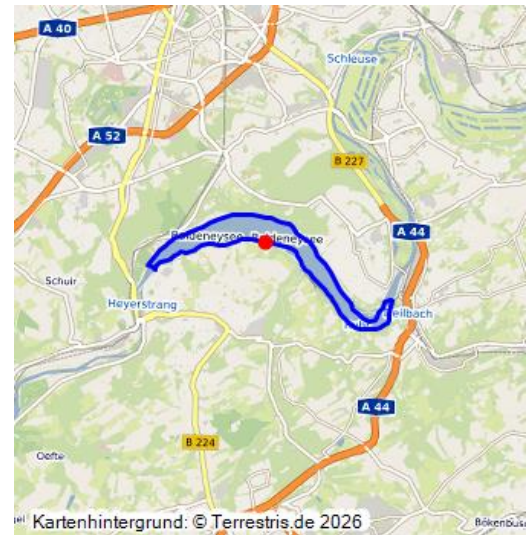 A 40
Schleuse
A 52
B 227
A 44
Baldeneysee
Schuir
Heyerstrang
A 44
B 224
Oefte
Kartenhintergrund: © Terrestris.de 2026